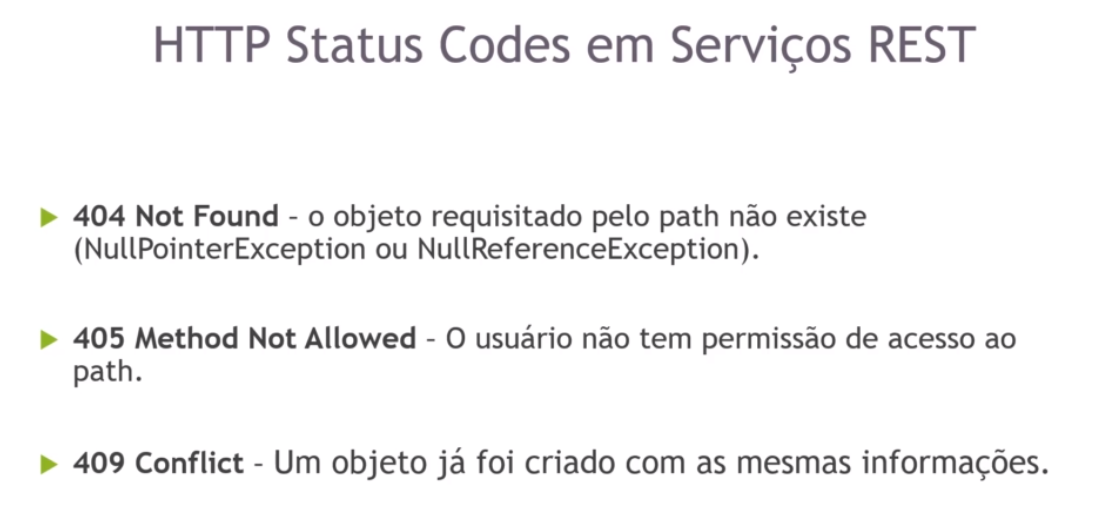 HTTP Status Codes em Serviços REST
404 Not Found – o objeto requisitado pelo path não existe
(NullPointerException ou NullReferenceException).
405 Method Not Allowed – O usuário não tem permissão de acesso ao
path.
409 Conflict – Um objeto já foi criado com as mesmas informações.